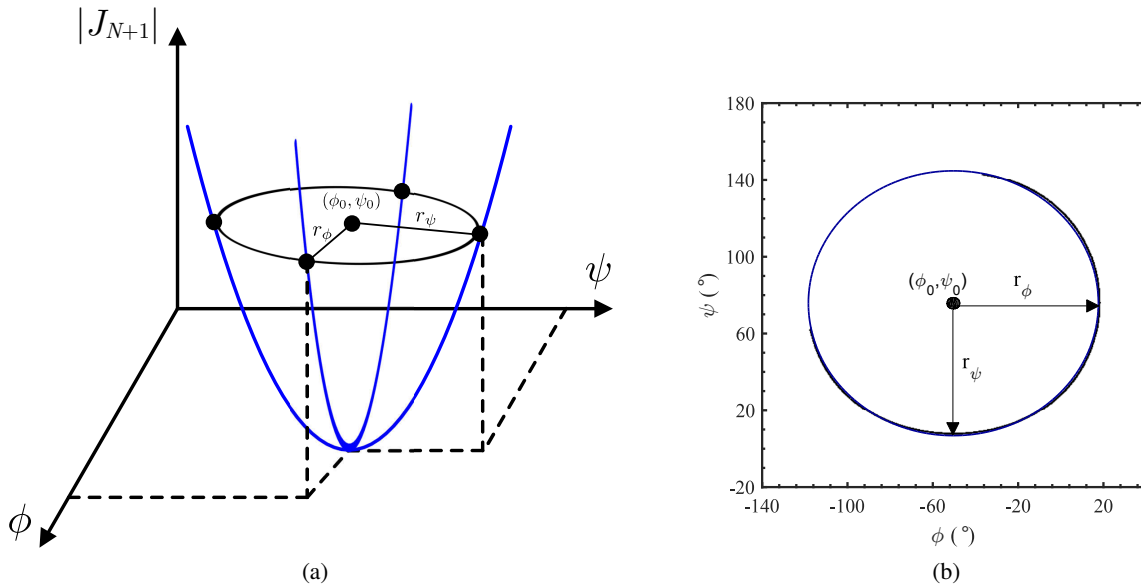 |J_{N+1}|
(ϕ₀, ψ₀)
r_ψ
r_ϕ
ψ
ϕ
(a)
180
140
100
60
20
-20
ψ (°)
(ϕ₀,ψ₀)
r_ϕ
r_ψ
-140
-100
-60
-20
20
ϕ (°)
(b)